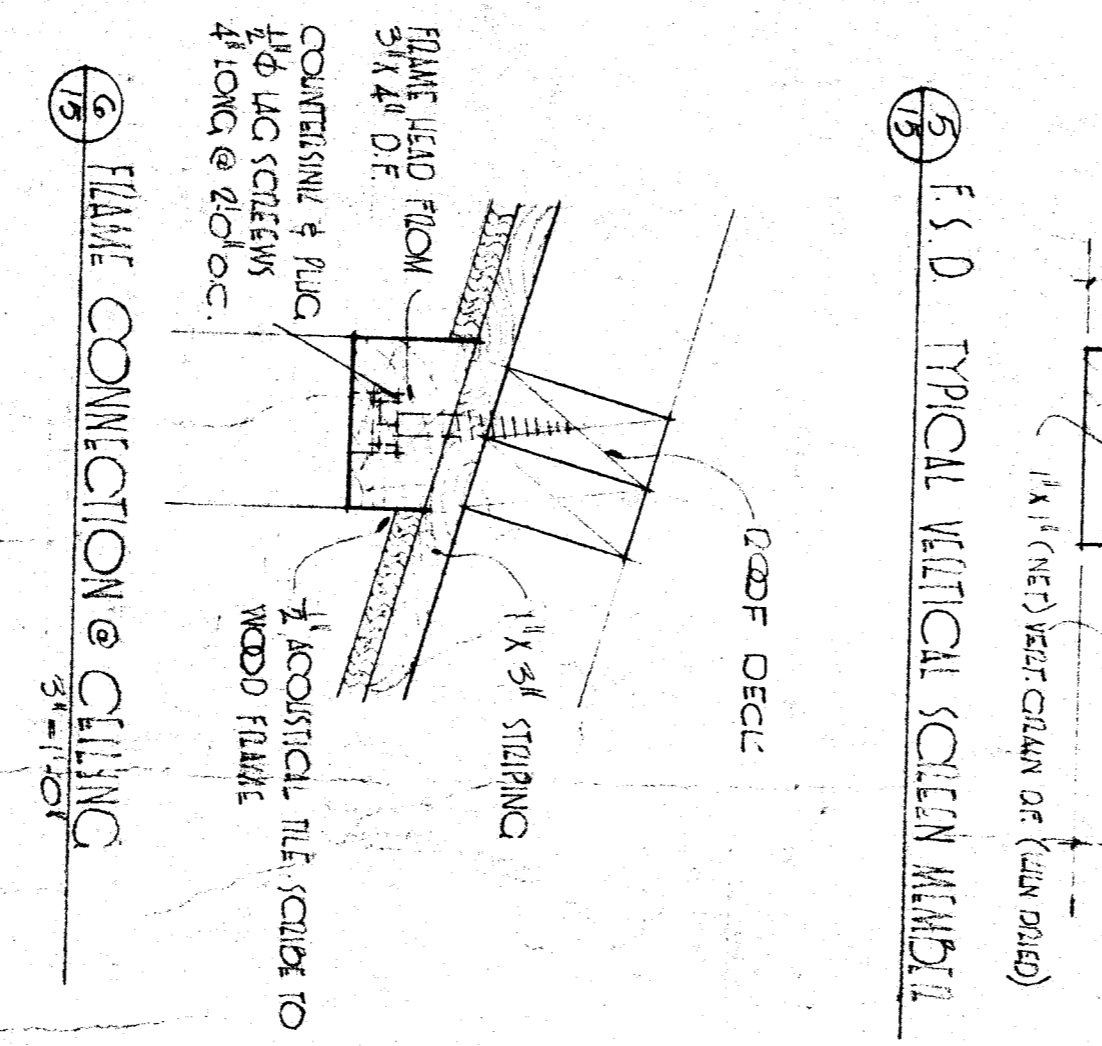 1" X 1" (NET) VERT. GRAIN D.F. (KILN DRIED)
5
15
F.S.D. TYPICAL VERTICAL SCREEN MEMBER
ROOF DECK
1" X 3" STRIPING
1/2" ACOUSTICAL TILE, SCRIBE TO
WOOD FRAME
FRAME HEAD FROM
3" X 4" D.F.
COUNTERSINK & PLUG
1/2" Φ LAG SCREWS
4" LONG @ 2'-0" O.C.
6
15
FRAME CONNECTION @ CEILING
3" = 1'-0"